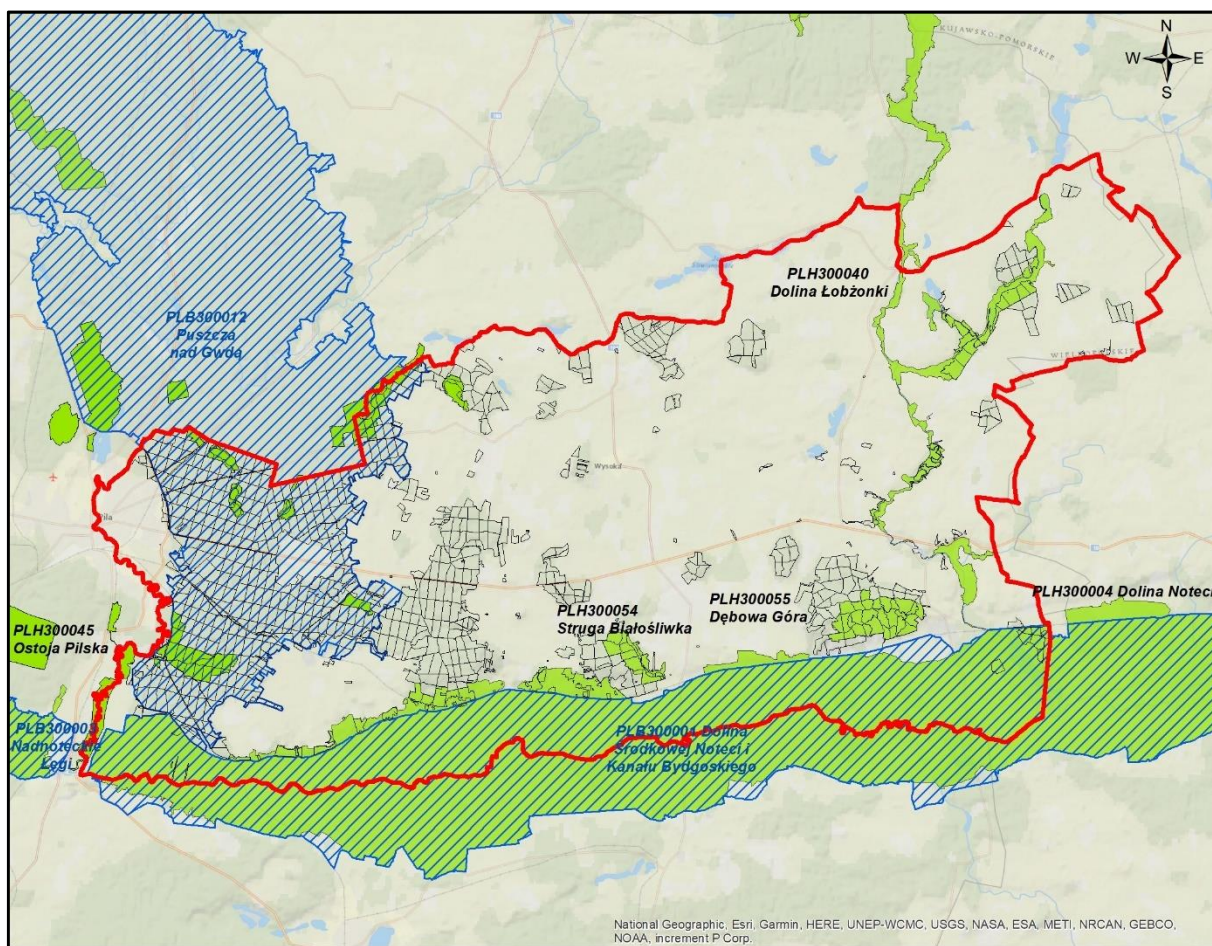 KUJAWSKO-POMORSKIE
N
W E
S
PLH300040
Dolina Łobżonki
PLB300012
Puszcza
nad Gwdą
WIELKOPOLSKIE
Wysoka
Piła
PLH300054
Struga Białośliwka
PLH300055
Dębowa Góra
PLH300004 Dolina Noteci
PLH300045
Ostoja Pilska
PLB300003
Nadnoteckie
Łęgi
PLB300001 Dolina
Środkowej Noteci i
Kanału Bydgoskiego
National Geographic, Esri, Garmin, HERE, UNEP-WCMC, USGS, NASA, ESA, METI, NRCAN, GEBCO,
NOAA, increment P Corp.